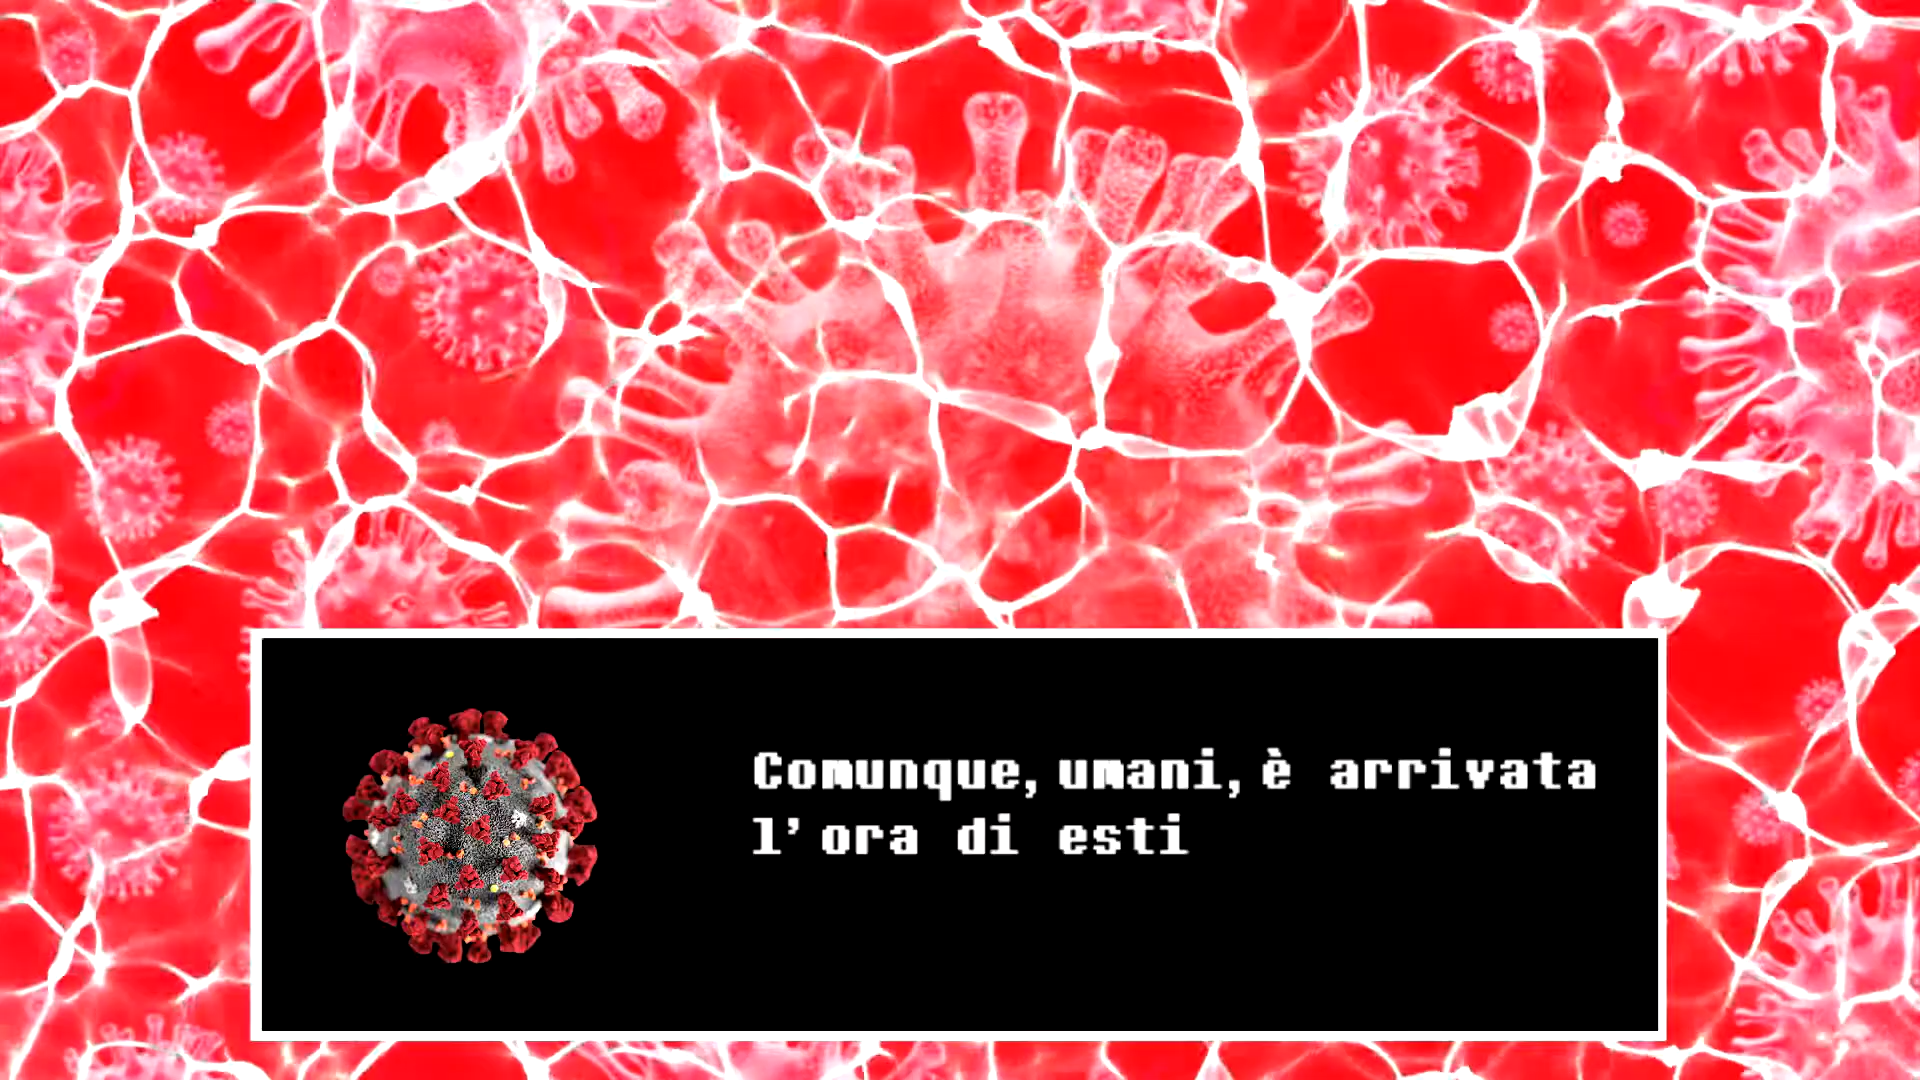 Comunque, umani, è arrivata
l'ora di esti